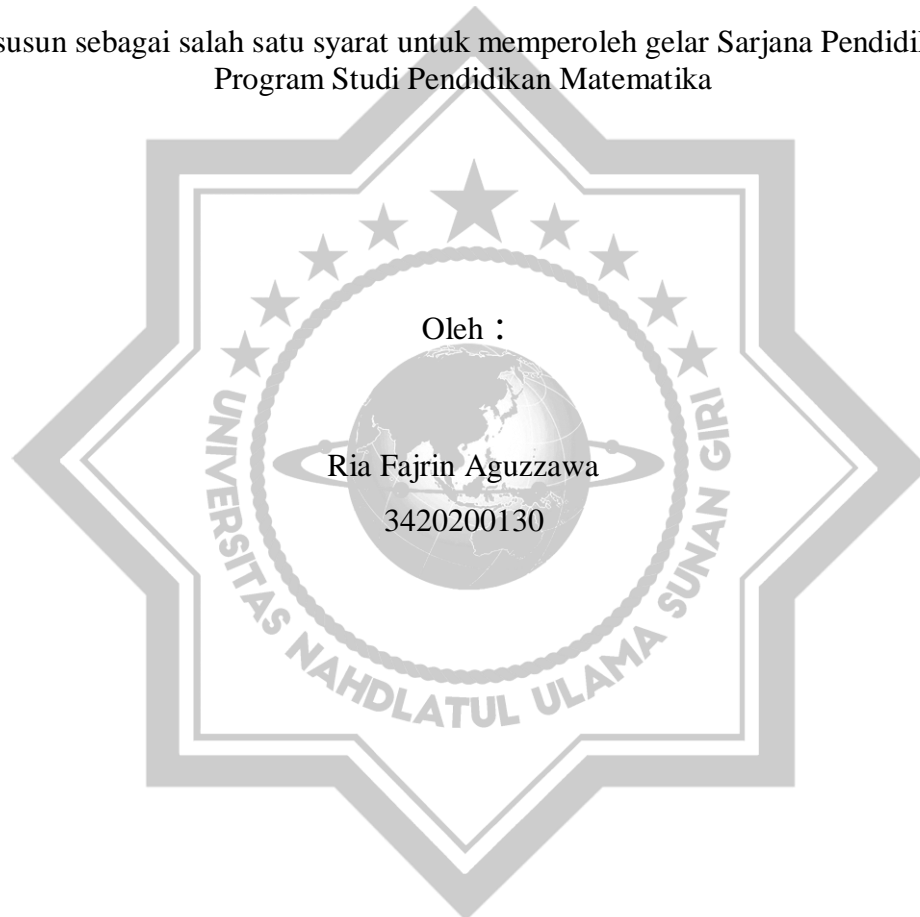 susun sebagai salah satu syarat untuk memperoleh gelar Sarjana
Program Studi Pendidikan Matematika
Oleh :
Ria Fajrin Aguzzawa
3420200130
UNIVERSITAS NAHDLATUL ULAMA SUNAN GIRI